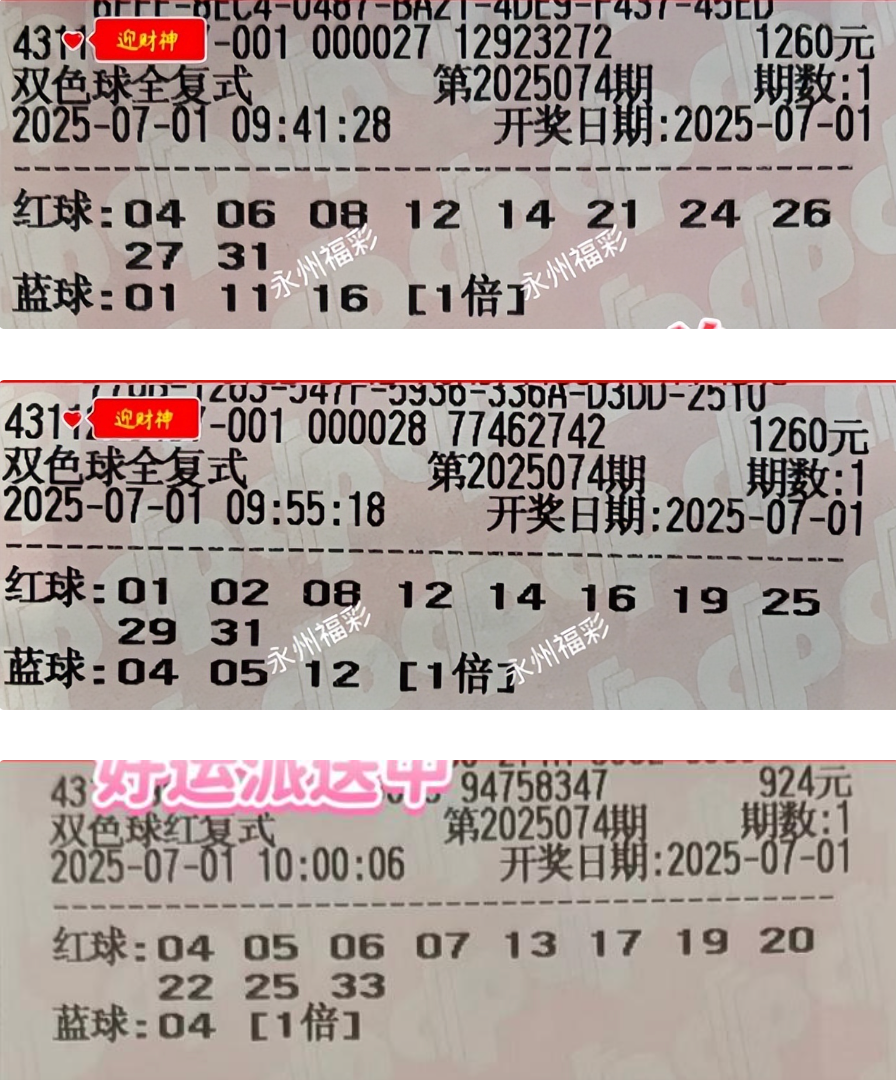 4311
迎财神
-001 000027 12923272 1260元
双色球全复式 第2025074期 期数:1
2025-07-01 09:41:28 开奖日期:2025-07-01
红球:04 06 08 12 14 21 24 26
27 31
蓝球:01 11 16 [1倍]
永州福彩
永州福彩
4311
迎财神
-001 000028 77462742 1260元
双色球全复式 第2025074期 期数:1
2025-07-01 09:55:18 开奖日期:2025-07-01
红球:01 02 08 12 14 16 19 25
29 31
蓝球:04 05 12 [1倍]
永州福彩
永州福彩
好运派送中
43 94758347 924元
双色球红复式 第2025074期 期数:1
2025-07-01 10:00:06 开奖日期:2025-07-01
红球:04 05 06 07 13 17 19 20
22 25 33
蓝球:04 [1倍]